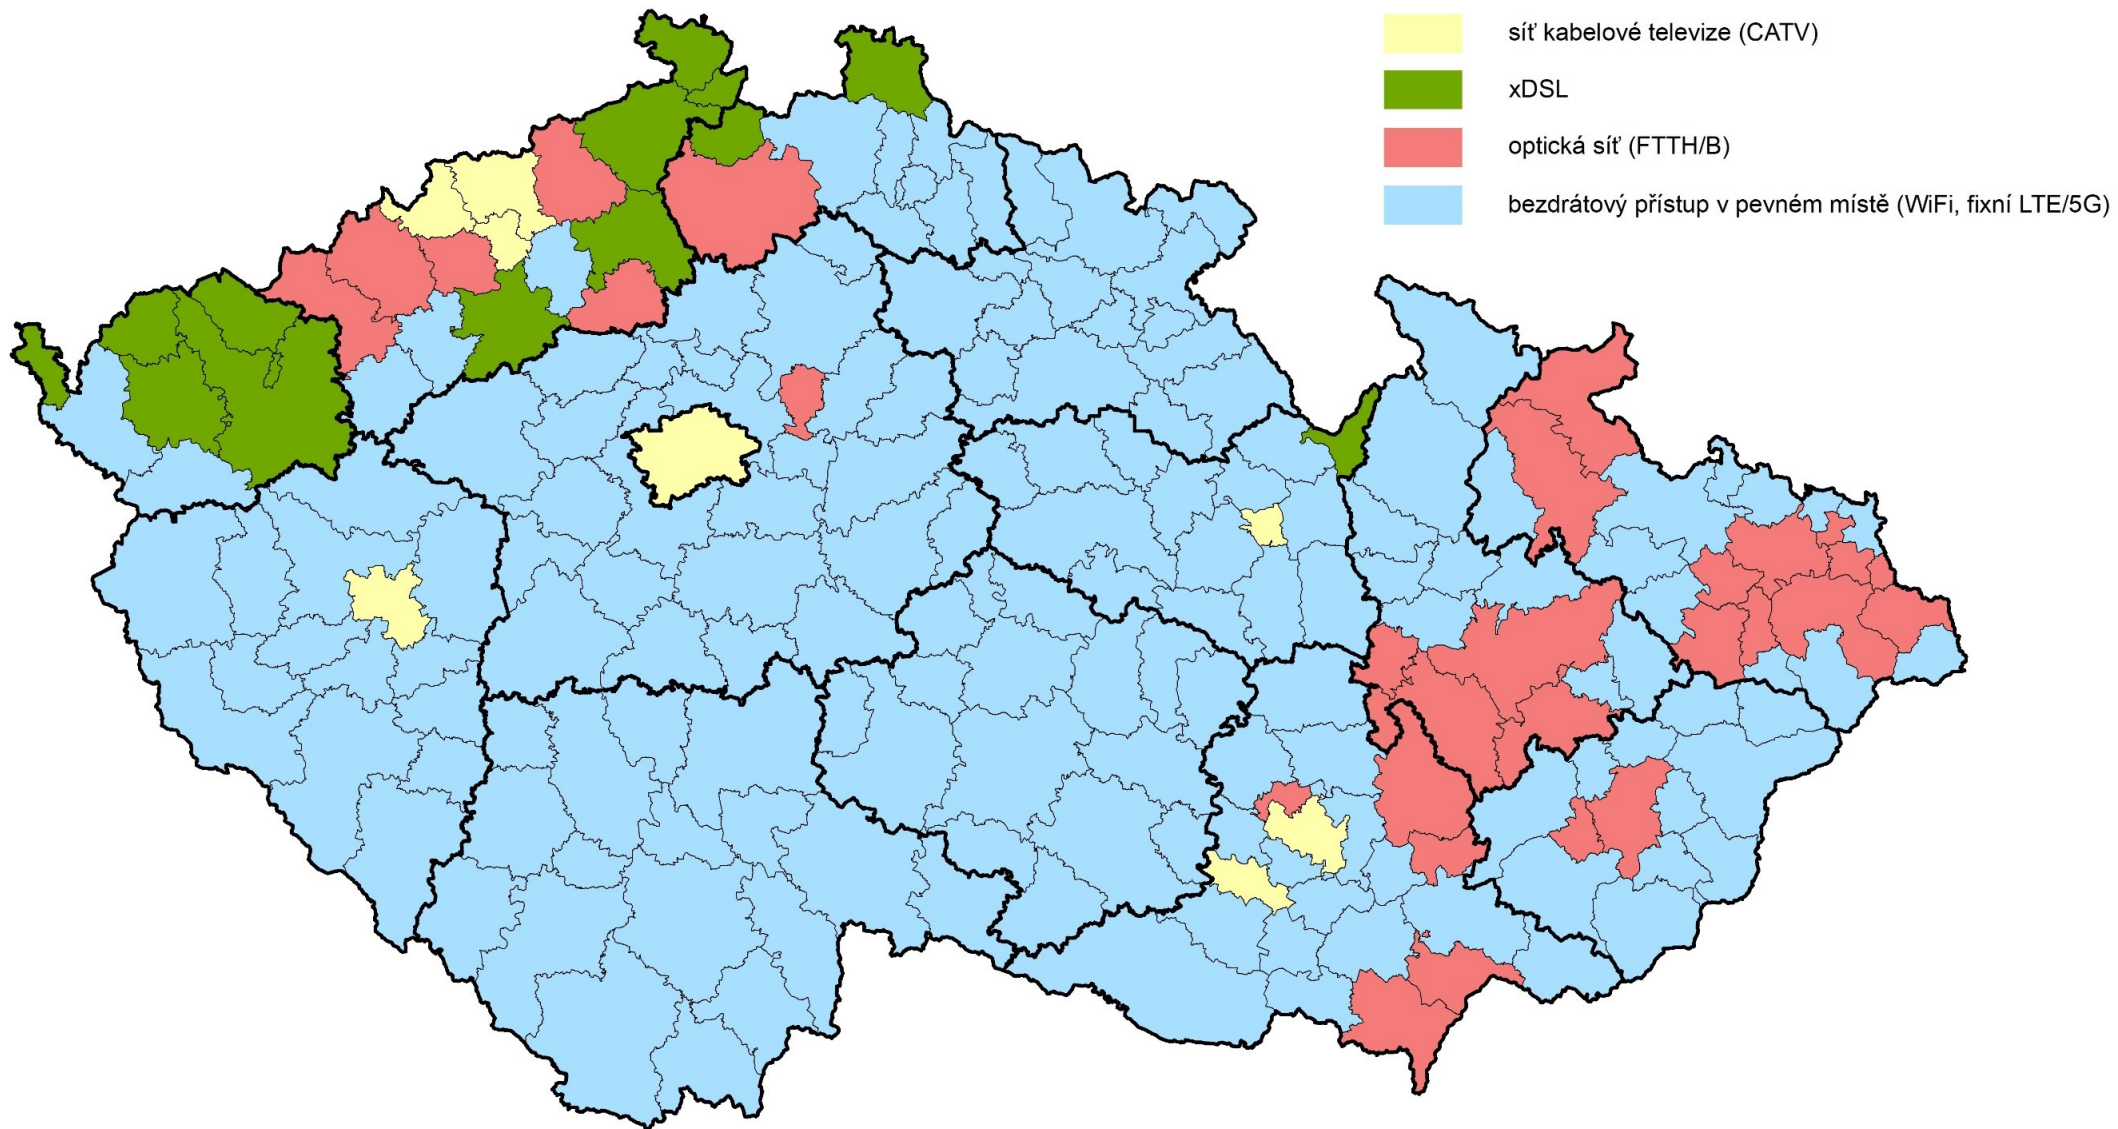 síť kabelové televize (CATV)
xDSL
optická síť (FTTH/B)
bezdrátový přístup v pevném místě (WiFi, fixní LTE/5G)